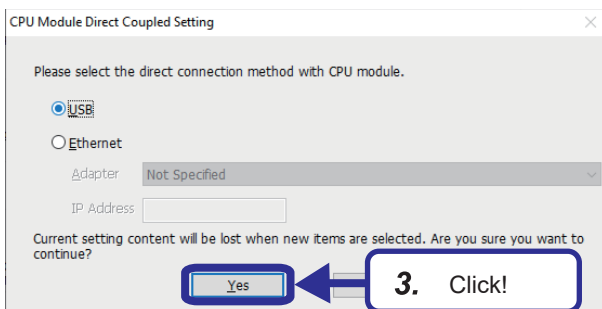 CPU Module Direct Coupled Setting
Please select the direct connection method with CPU module.
USB
Ethernet
Adapter Not Specified
IP Address
Current setting content will be lost when new items are selected. Are you sure you want to
continue?
Yes
3. Click!